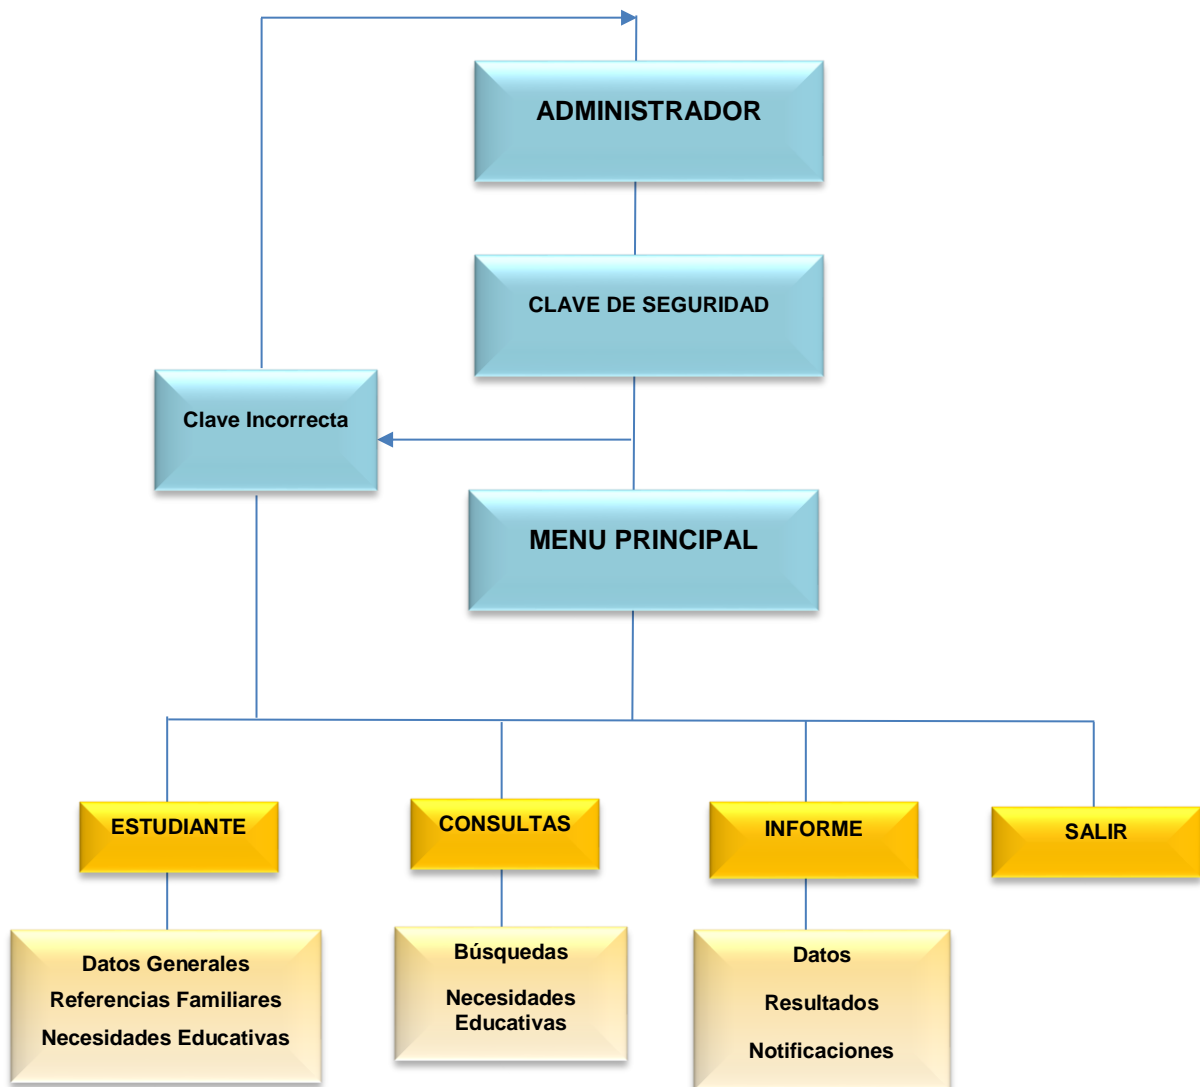 ADMINISTRADOR
CLAVE DE SEGURIDAD
Clave Incorrecta
MENU PRINCIPAL
ESTUDIANTE
CONSULTAS
INFORME
SALIR
Datos Generales
Referencias Familiares
Necesidades Educativas
Búsquedas
Necesidades
Educativas
Datos
Resultados
Notificaciones